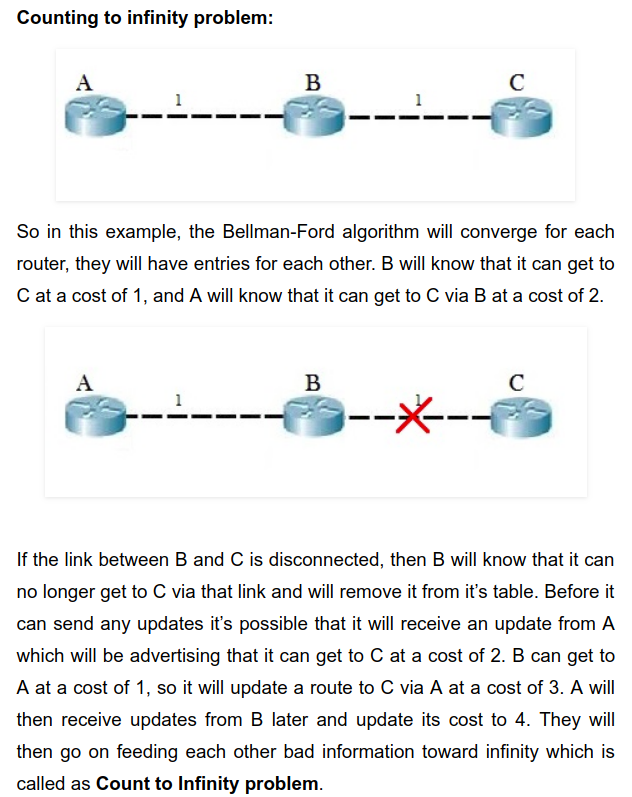 Counting to infinity problem:
A B C
1 1
So in this example, the Bellman-Ford algorithm will converge for each
router, they will have entries for each other. B will know that it can get to
C at a cost of 1, and A will know that it can get to C via B at a cost of 2.
A B C
1 1
If the link between B and C is disconnected, then B will know that it can
no longer get to C via that link and will remove it from it's table. Before it
can send any updates it's possible that it will receive an update from A
which will be advertising that it can get to C at a cost of 2. B can get to
A at a cost of 1, so it will update a route to C via A at a cost of 3. A will
then receive updates from B later and update its cost to 4. They will
then go on feeding each other bad information toward infinity which is
called as Count to Infinity problem.